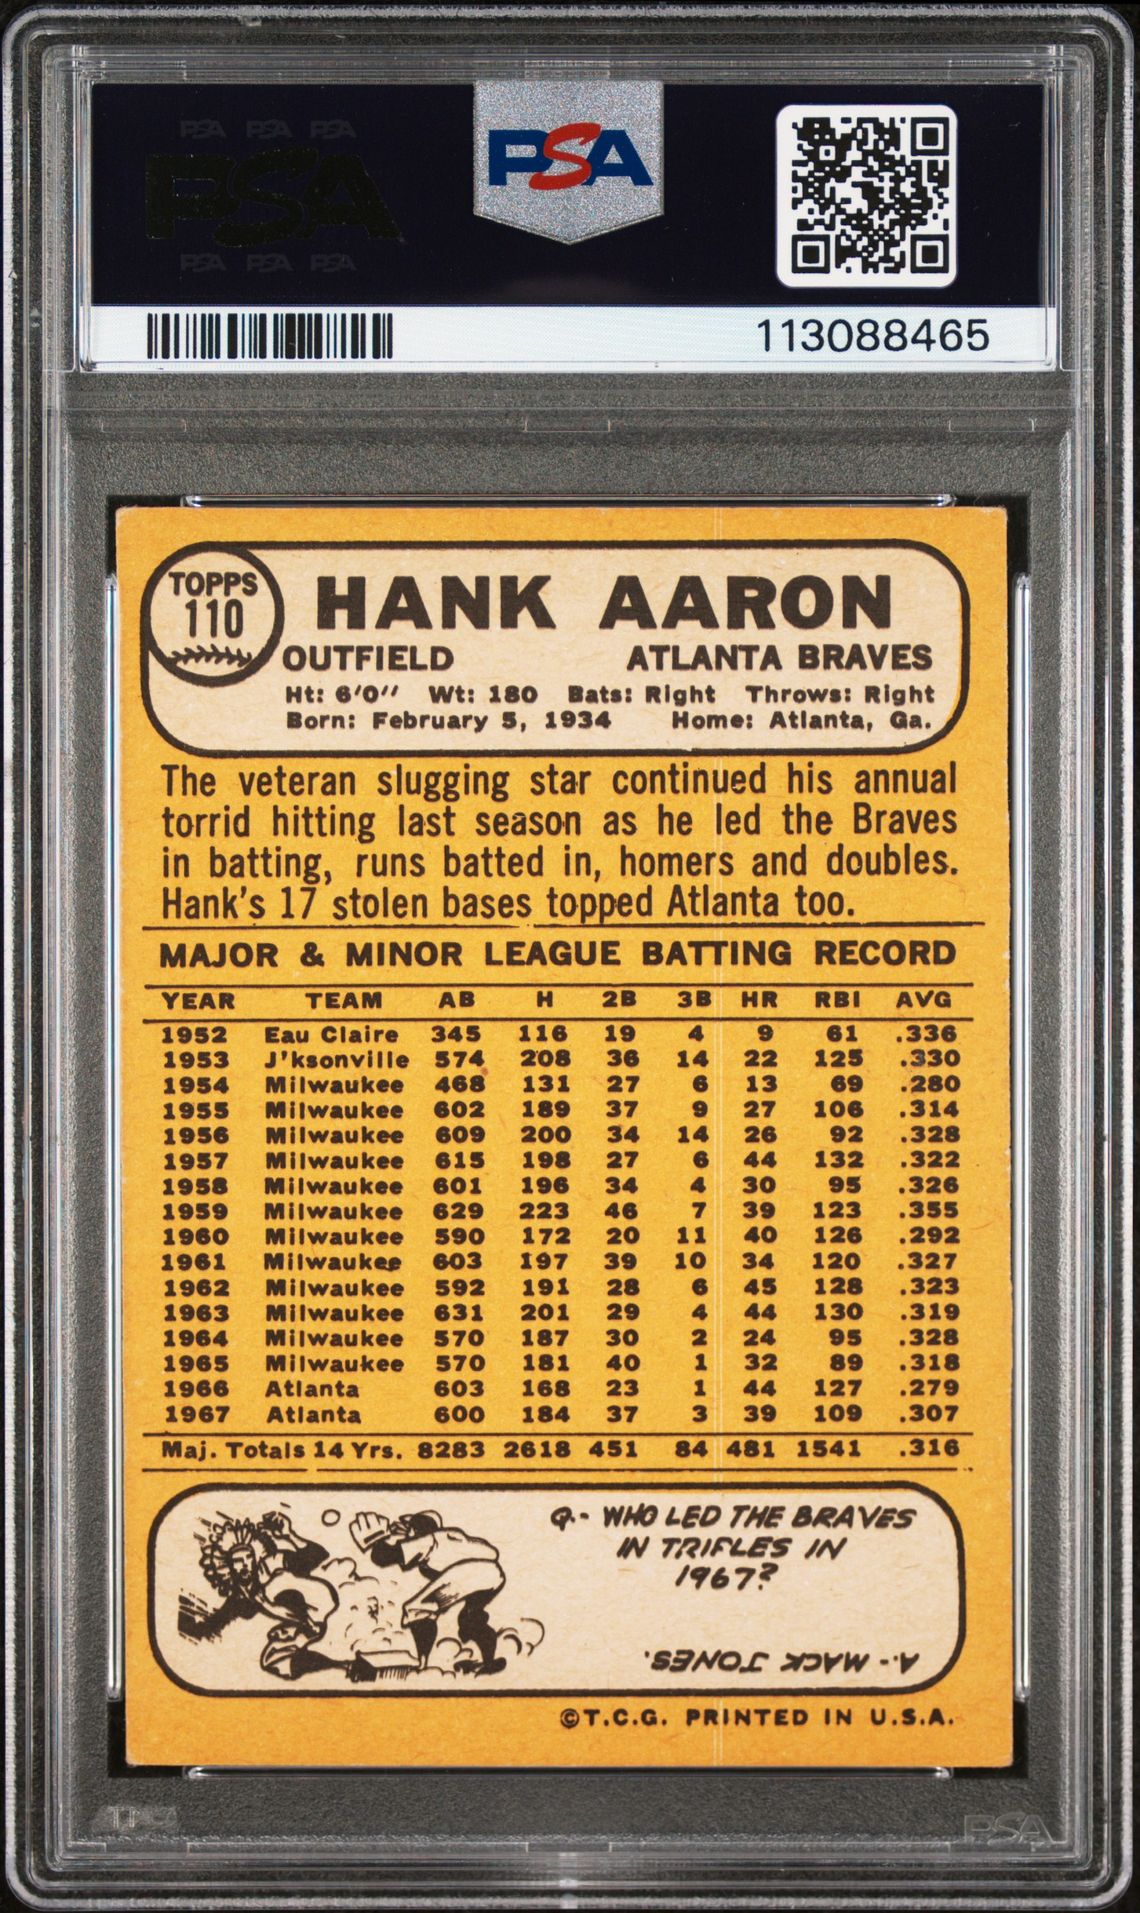 PSA PSA PSA
PSA
PSA PSA PSA
PSA
113088465
TOPPS
110
HANK AARON
OUTFIELD ATLANTA BRAVES
Ht: 6'0'' Wt: 180 Bats: Right Throws: Right
Born: February 5, 1934 Home: Atlanta, Ga.
The veteran slugging star continued his annual
torrid hitting last season as he led the Braves
in batting, runs batted in, homers and doubles.
Hank's 17 stolen bases topped Atlanta too.
MAJOR & MINOR LEAGUE BATTING RECORD
YEAR TEAM AB H 2B 3B HR RBI AVG
1952 Eau Claire 345 116 19 4 9 61 .336
1953 J'ksonville 574 208 36 14 22 125 .330
1954 Milwaukee 468 131 27 6 13 69 .280
1955 Milwaukee 602 189 37 9 27 106 .314
1956 Milwaukee 609 200 34 14 26 92 .328
1957 Milwaukee 615 198 27 6 44 132 .322
1958 Milwaukee 601 196 34 4 30 95 .326
1959 Milwaukee 629 223 46 7 39 123 .355
1960 Milwaukee 590 172 20 11 40 126 .292
1961 Milwaukee 603 197 39 10 34 120 .327
1962 Milwaukee 592 191 28 6 45 128 .323
1963 Milwaukee 631 201 29 4 44 130 .319
1964 Milwaukee 570 187 30 2 24 95 .328
1965 Milwaukee 570 181 40 1 32 89 .318
1966 Atlanta 603 168 23 1 44 127 .279
1967 Atlanta 600 184 37 3 39 109 .307
Maj. Totals 14 Yrs. 8283 2618 451 84 481 1541 .316
Q.- WHO LED THE BRAVES
IN TRIPLES IN
1967?
A.- MACK JONES.
©T.C.G. PRINTED IN U.S.A.
PSA